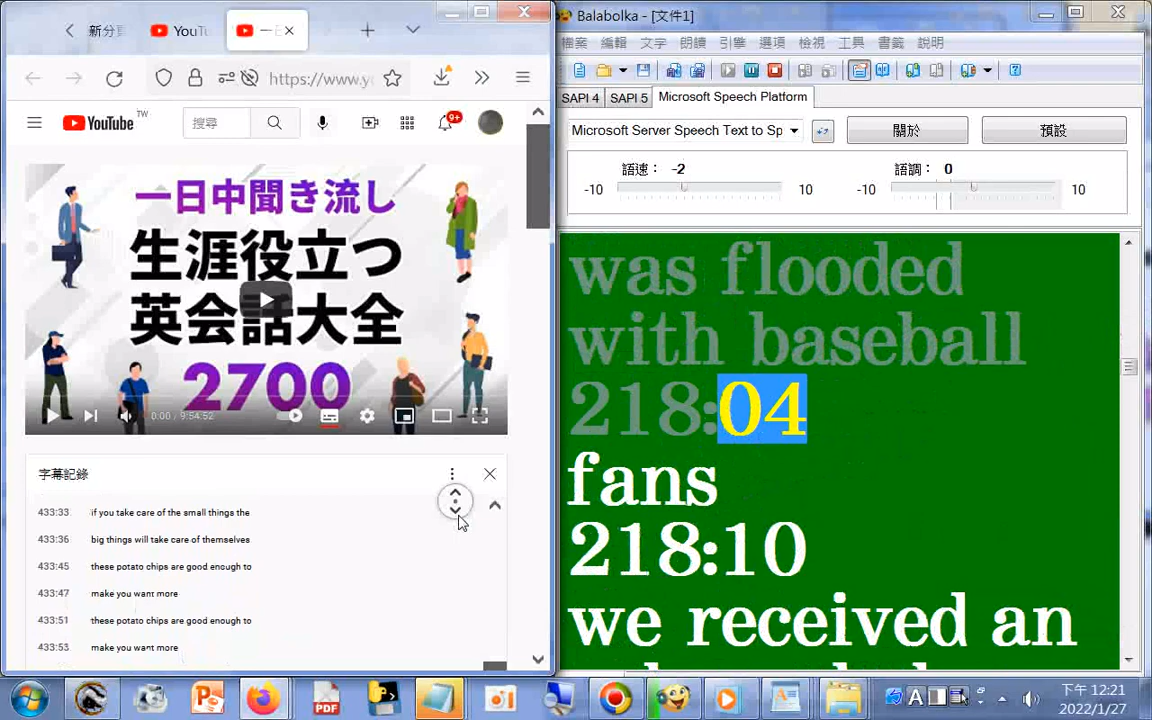 YouTube
TW
https://www.y
搜尋
9+
一日中聞き流し
生涯役立つ
英会話大全
2700
0:00 / 9:54:52
字幕記錄
433:33 if you take care of the small things the
433:36 big things will take care of themselves
433:45 these potato chips are good enough to
433:47 make you want more
433:51 these potato chips are good enough to
433:53 make you want more
Balabolka - [文件1]
檔案 編輯 文字 朗讀 引擎 選項 檢視 工具 書籤 說明
SAPI 4 SAPI 5 Microsoft Speech Platform
Microsoft Server Speech Text to Sp
關於
預設
語速: -2
語調: 0
-10 10
-10 10
was flooded
with baseball
218:04
fans
218:10
we received an
PDF
A
下午 12:21
2022/1/27